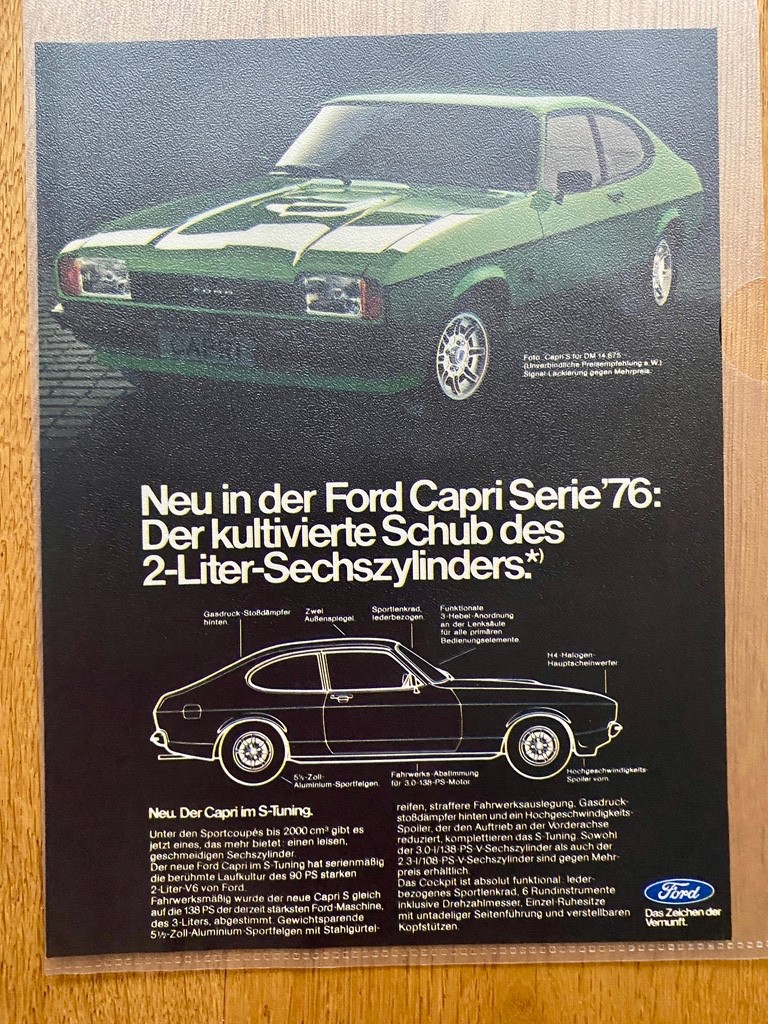 FORD
CAPRI
Foto: Capri S für DM 14.875
(Unverbindliche Preisempfehlung a.W.)
Signal-Lackierung gegen Mehrpreis.
Neu in der Ford Capri Serie '76:
Der kultivierte Schub des
2-Liter-Sechszylinders.*)
Gasdruck-Stoßdämpfer
hinten.
Zwei
Außenspiegel.
Sportlenkrad,
lederbezogen.
Funktionale
3-Hebel-Anordnung
an der Lenksäule
für alle primären
Bedienungselemente.
H4-Halogen-
Hauptscheinwerfer.
5½-Zoll-
Aluminium-Sportfelgen.
Fahrwerks-Abstimmung
für 3.0-138-PS-Motor.
Hochgeschwindigkeits-
Spoiler vorn.
Neu. Der Capri im S-Tuning.
Unter den Sportcoupés bis 2000 cm³ gibt es
jetzt eines, das mehr bietet: einen leisen,
geschmeidigen Sechszylinder.
Der neue Ford Capri im S-Tuning hat serienmäßig
die berühmte Laufkultur des 90 PS starken
2-Liter-V6 von Ford.
Fahrwerksmäßig wurde der neue Capri S gleich
auf die 138 PS der derzeit stärksten Ford-Maschine,
des 3-Liters, abgestimmt. Gewichtsparende
5½-Zoll-Aluminium-Sportfelgen mit Stahlgürtel-
reifen, straffere Fahrwerksauslegung, Gasdruck-
stoßdämpfer hinten und ein Hochgeschwindigkeits-
Spoiler, der den Auftrieb an der Vorderachse
reduziert, komplettieren das S-Tuning. Sowohl
der 3.0-l/138-PS-V-Sechszylinder als auch der
2.3-l/108-PS-V-Sechszylinder sind gegen Mehr-
preis erhältlich.
Das Cockpit ist absolut funktional: leder-
bezogenes Sportlenkrad, 6 Rundinstrumente
inklusive Drehzahlmesser, Einzel-Ruhesitze
mit untadeliger Seitenführung und verstellbaren
Kopfstützen.
Ford
Das Zeichen der
Vernunft.